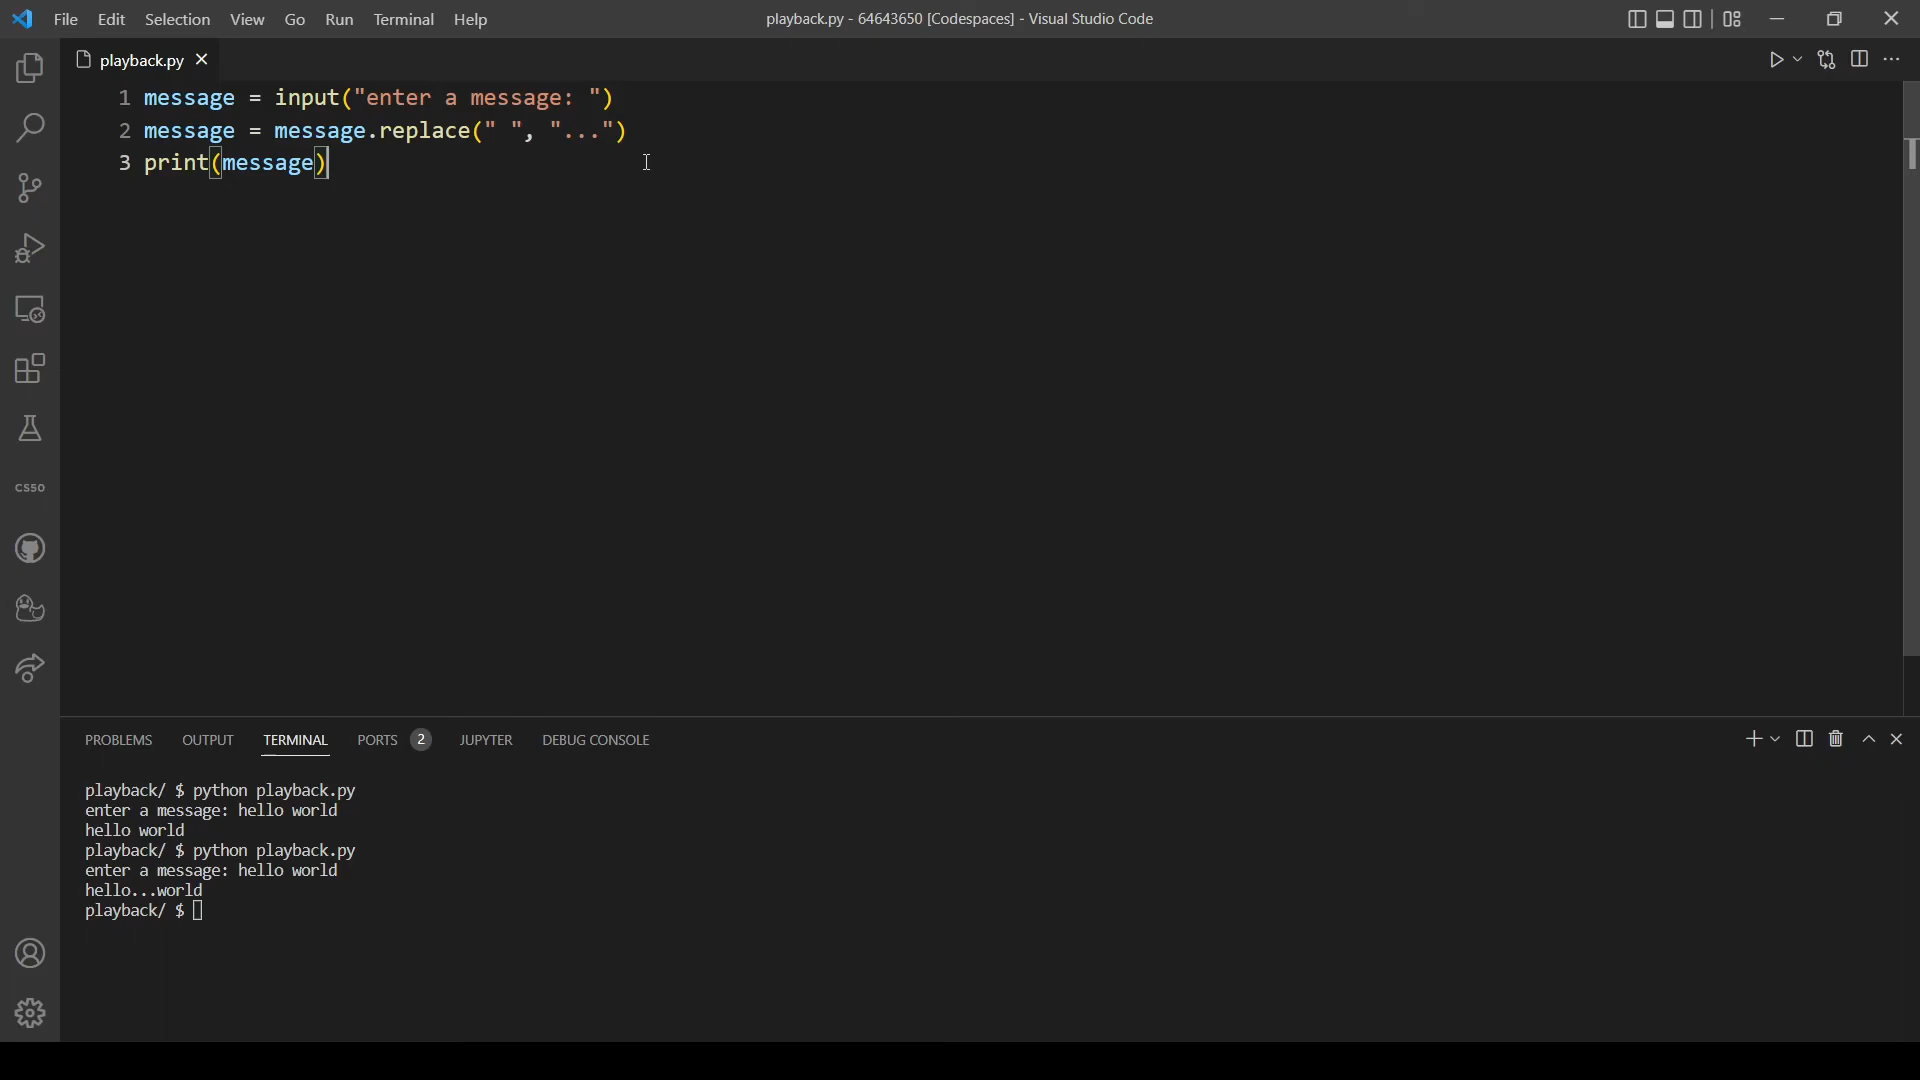 File Edit Selection View Go Run Terminal Help
playback.py - 64643650 [Codespaces] - Visual Studio Code
playback.py
1 message = input("enter a message: ")
2 message = message.replace(" ", "...")
3 print(message)
CS50
PROBLEMS OUTPUT TERMINAL PORTS 2 JUPYTER DEBUG CONSOLE
playback/ $ python playback.py
enter a message: hello world
hello world
playback/ $ python playback.py
enter a message: hello world
hello...world
playback/ $